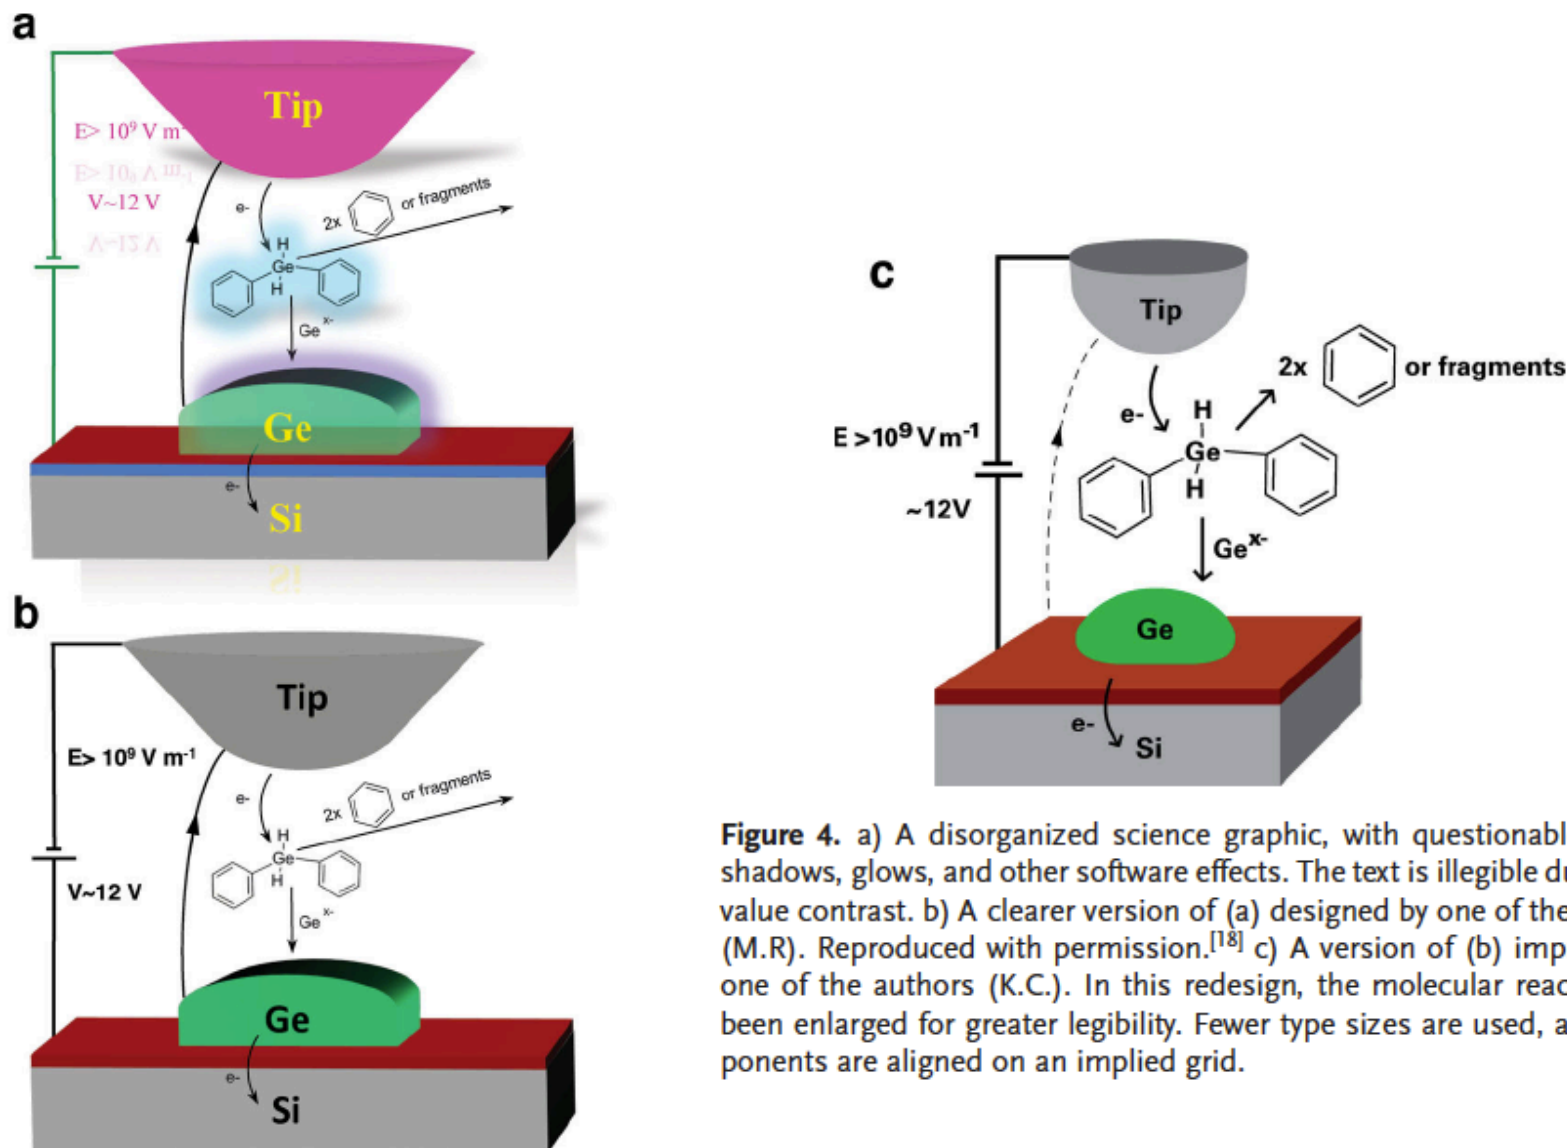 a
Tip
E> 10⁹ V m⁻
E> 10⁹ V m⁻¹
V~12 V
V~12 V
e-
2x or fragments
H
Ge
H
Geˣ⁻
Ge
e-
Si
Si
b
Tip
E> 10⁹ V m⁻¹
e-
2x or fragments
H
Ge
H
V~12 V
Geˣ⁻
Ge
e-
Si
c
Tip
2x or fragments
e-
H
E >10⁹ V m⁻¹
Ge
H
~12V
Geˣ⁻
Ge
e-
Si
Figure 4. a) A disorganized science graphic, with questionabl
shadows, glows, and other software effects. The text is illegible d
value contrast. b) A clearer version of (a) designed by one of the
(M.R). Reproduced with permission.[18] c) A version of (b) imp
one of the authors (K.C.). In this redesign, the molecular reac
been enlarged for greater legibility. Fewer type sizes are used, a
ponents are aligned on an implied grid.